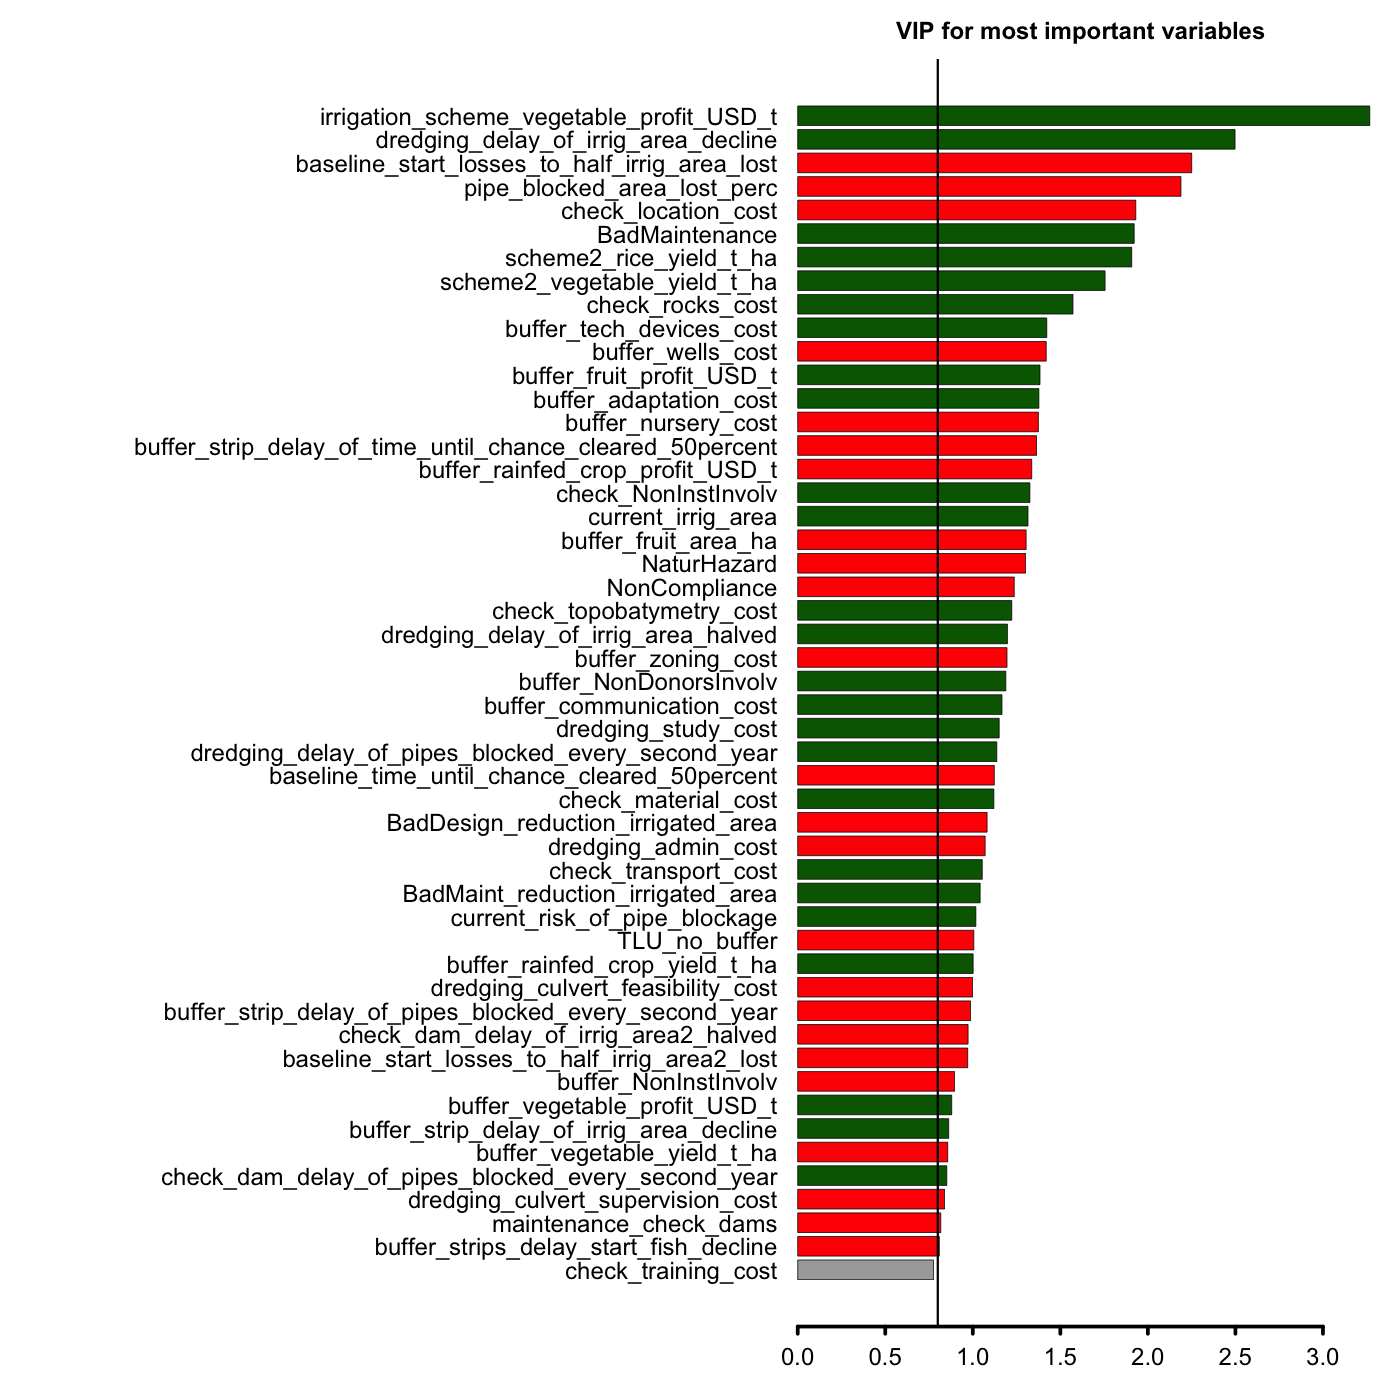 VIP for most important variables
irrigation_scheme_vegetable_profit_USD_t
dredging_delay_of_irrig_area_decline
baseline_start_losses_to_half_irrig_area_lost
pipe_blocked_area_lost_perc
check_location_cost
BadMaintenance
scheme2_rice_yield_t_ha
scheme2_vegetable_yield_t_ha
check_rocks_cost
buffer_tech_devices_cost
buffer_wells_cost
buffer_fruit_profit_USD_t
buffer_adaptation_cost
buffer_nursery_cost
buffer_strip_delay_of_time_until_chance_cleared_50percent
buffer_rainfed_crop_profit_USD_t
check_NonInstInvolv
current_irrig_area
buffer_fruit_area_ha
NaturHazard
NonCompliance
check_topobatymetry_cost
dredging_delay_of_irrig_area_halved
buffer_zoning_cost
buffer_NonDonorsInvolv
buffer_communication_cost
dredging_study_cost
dredging_delay_of_pipes_blocked_every_second_year
baseline_time_until_chance_cleared_50percent
check_material_cost
BadDesign_reduction_irrigated_area
dredging_admin_cost
check_transport_cost
BadMaint_reduction_irrigated_area
current_risk_of_pipe_blockage
TLU_no_buffer
buffer_rainfed_crop_yield_t_ha
dredging_culvert_feasibility_cost
buffer_strip_delay_of_pipes_blocked_every_second_year
check_dam_delay_of_irrig_area2_halved
baseline_start_losses_to_half_irrig_area2_lost
buffer_NonInstInvolv
buffer_vegetable_profit_USD_t
buffer_strip_delay_of_irrig_area_decline
buffer_vegetable_yield_t_ha
check_dam_delay_of_pipes_blocked_every_second_year
dredging_culvert_supervision_cost
maintenance_check_dams
buffer_strips_delay_start_fish_decline
check_training_cost
0.0 0.5 1.0 1.5 2.0 2.5 3.0